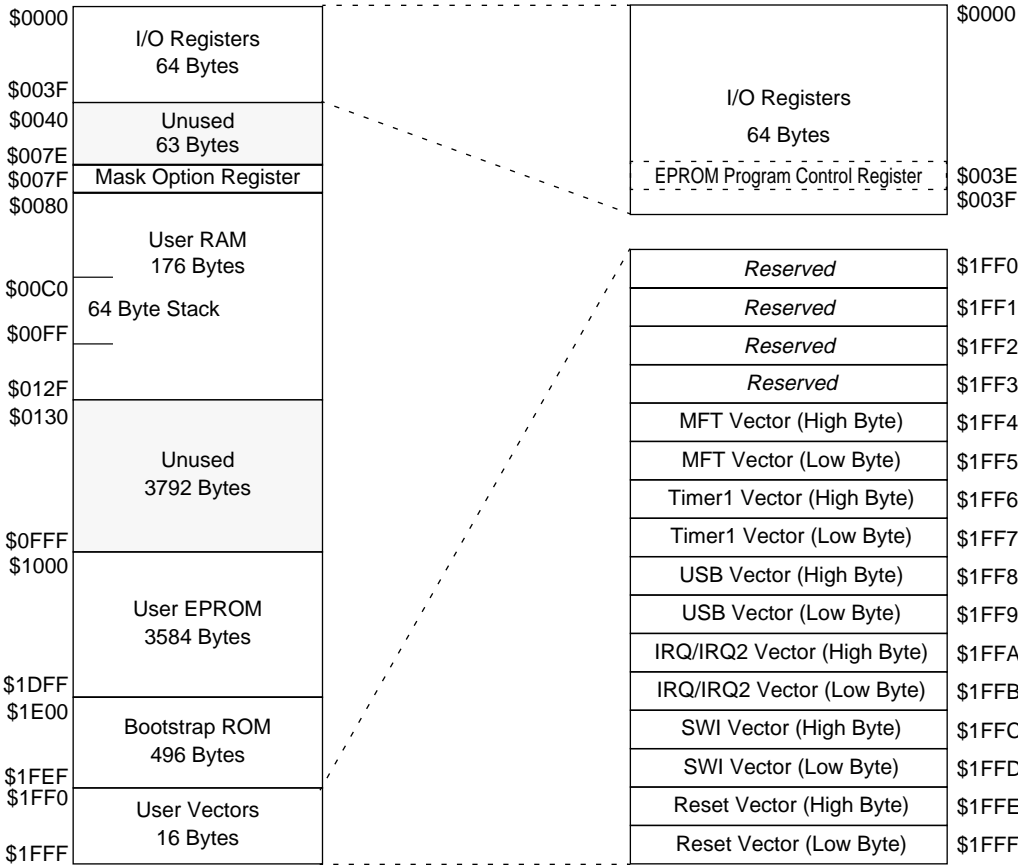 $0000
I/O Registers
64 Bytes
$003F
$0040
Unused
63 Bytes
$007E
$007F
Mask Option Register
$0080
User RAM
176 Bytes
$00C0
64 Byte Stack
$00FF
$012F
$0130
Unused
3792 Bytes
$0FFF
$1000
User EPROM
3584 Bytes
$1DFF
$1E00
Bootstrap ROM
496 Bytes
$1FEF
$1FF0
User Vectors
16 Bytes
$1FFF
$0000
I/O Registers
64 Bytes
EPROM Program Control Register $003E
$003F
Reserved $1FF0
Reserved $1FF1
Reserved $1FF2
Reserved $1FF3
MFT Vector (High Byte) $1FF4
MFT Vector (Low Byte) $1FF5
Timer1 Vector (High Byte) $1FF6
Timer1 Vector (Low Byte) $1FF7
USB Vector (High Byte) $1FF8
USB Vector (Low Byte) $1FF9
IRQ/IRQ2 Vector (High Byte) $1FFA
IRQ/IRQ2 Vector (Low Byte) $1FFB
SWI Vector (High Byte) $1FFC
SWI Vector (Low Byte) $1FFD
Reset Vector (High Byte) $1FFE
Reset Vector (Low Byte) $1FFF